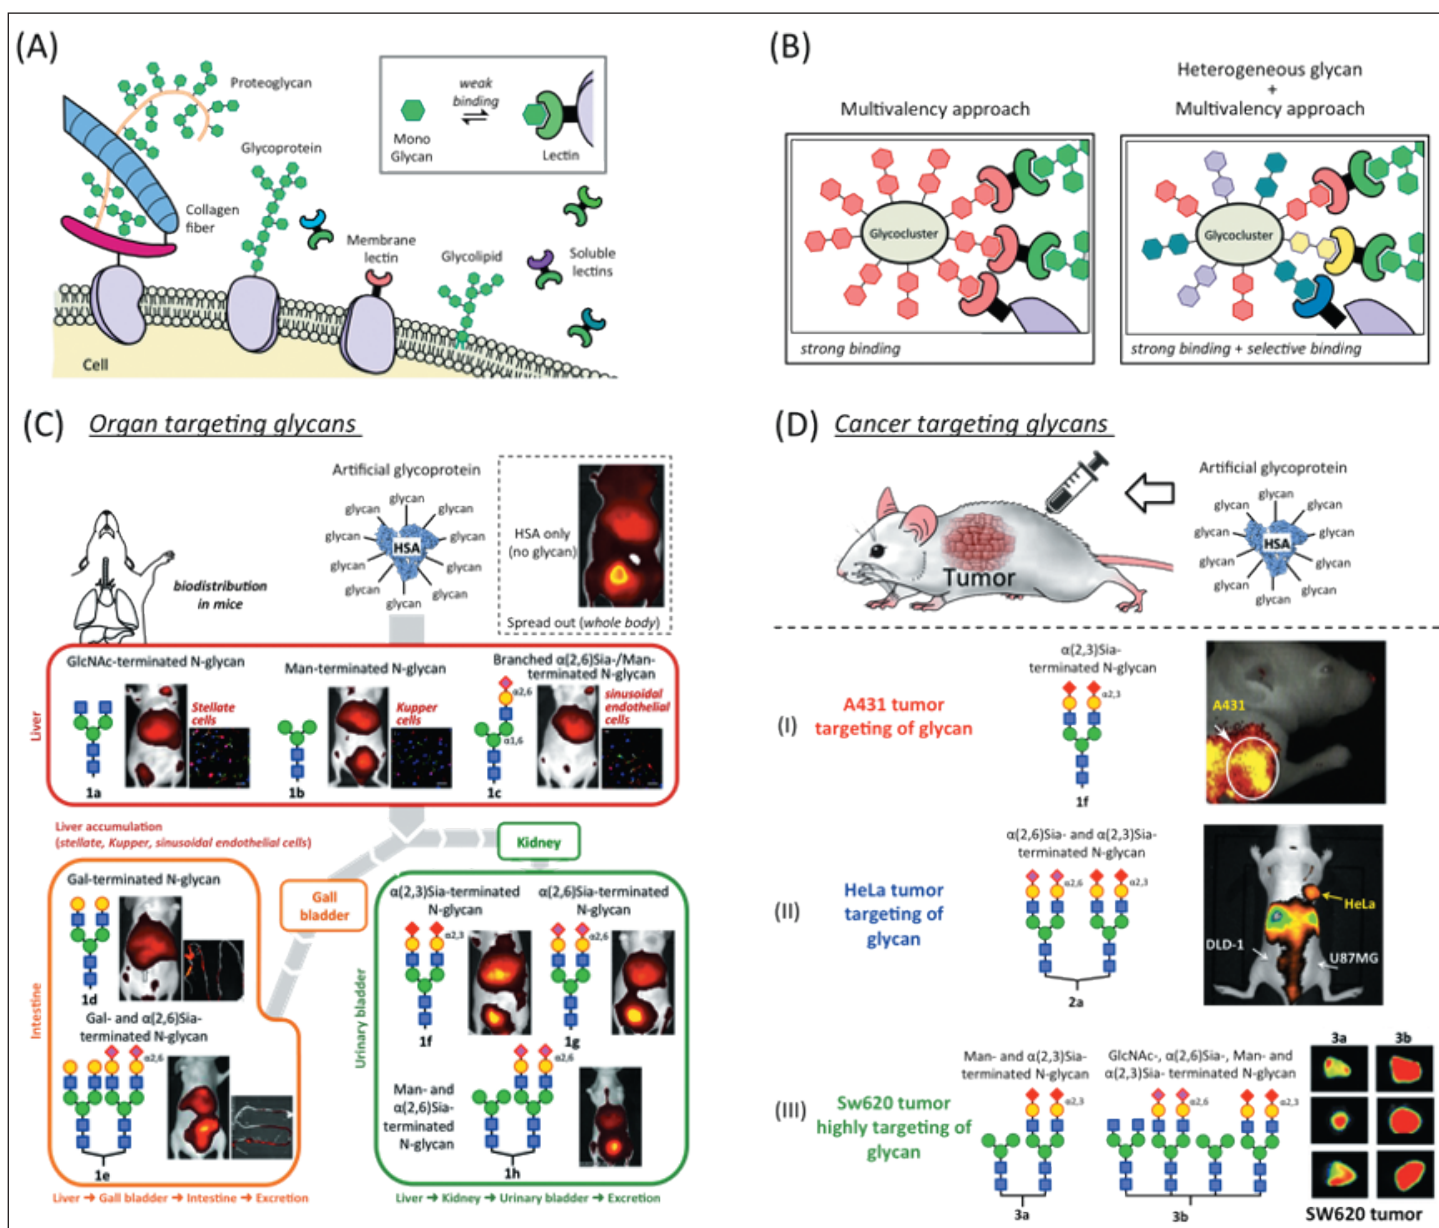 (A)
Proteoglycan
Glycoprotein
Collagen
fiber
weak
binding
Mono
Glycan
Lectin
Membrane
lectin
Glycolipid
Soluble
lectins
Cell
(B)
Multivalency approach
Glycocluster
strong binding
Heterogeneous glycan
+
Multivalency approach
Glycocluster
strong binding + selective binding
(C) Organ targeting glycans
Artificial glycoprotein
glycan
glycan
glycan
glycan
glycan
HSA
glycan
glycan
glycan
glycan
glycan
biodistribution
in mice
HSA only
(no glycan)
Spread out (whole body)
Liver
GlcNAc-terminated N-glycan
Stellate
cells
1a
Man-terminated N-glycan
Kupper
cells
1b
Branched α(2,6)Sia-/Man-
terminated N-glycan
α2,6
α1,6
sinusoidal
endothelial
cells
1c
Liver accumulation
(stellate, Kupper, sinusoidal endothelial cells)
Kidney
Gall
bladder
Intestine
Gal-terminated N-glycan
1d
Gal- and α(2,6)Sia-
terminated N-glycan
α2,6
1e
Liver ➔ Gall bladder ➔ Intestine ➔ Excretion
Urinary bladder
α(2,3)Sia-terminated
N-glycan
α2,3
1f
α(2,6)Sia-terminated
N-glycan
α2,6
1g
Man- and
α(2,6)Sia-
terminated
N-glycan
α2,6
1h
Liver ➔ Kidney ➔ Urinary bladder ➔ Excretion
(D) Cancer targeting glycans
Tumor
Artificial glycoprotein
glycan
glycan
glycan
glycan
glycan
HSA
glycan
glycan
glycan
glycan
glycan
(I)
A431 tumor
targeting of glycan
α(2,3)Sia-
terminated N-glycan
α2,3
1f
A431
(II)
HeLa tumor
targeting of
glycan
α(2,6)Sia- and α(2,3)Sia-
terminated N-glycan
α2,6
α2,3
2a
HeLa
DLD-1
U87MG
(III)
Sw620 tumor
highly targeting of
glycan
Man- and α(2,3)Sia-
terminated N-glycan
α2,3
3a
GlcNAc-, α(2,6)Sia-, Man- and
α(2,3)Sia- terminated N-glycan
α2,6
α2,3
3b
3a
3b
SW620 tumor